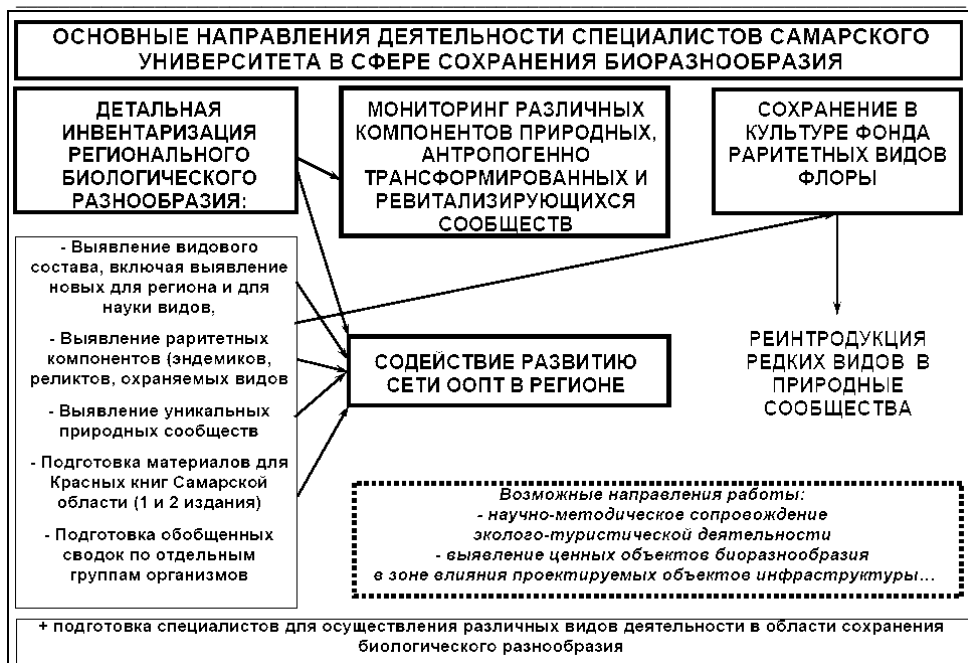 ОСНОВНЫЕ НАПРАВЛЕНИЯ ДЕЯТЕЛЬНОСТИ СПЕЦИАЛИСТОВ САМАРСКОГО
УНИВЕРСИТЕТА В СФЕРЕ СОХРАНЕНИЯ БИОРАЗНООБРАЗИЯ
ДЕТАЛЬНАЯ
ИНВЕНТАРИЗАЦИЯ
РЕГИОНАЛЬНОГО
БИОЛОГИЧЕСКОГО
РАЗНООБРАЗИЯ:
МОНИТОРИНГ РАЗЛИЧНЫХ
КОМПОНЕНТОВ ПРИРОДНЫХ,
АНТРОПОГЕННО
ТРАНСФОРМИРОВАННЫХ И
РЕВИТАЛИЗИРУЮЩИХСЯ
СООБЩЕСТВ
СОХРАНЕНИЕ В
КУЛЬТУРЕ ФОНДА
РАРИТЕТНЫХ ВИДОВ
ФЛОРЫ
- Выявление видового
состава, включая выявление
новых для региона и для
науки видов,
- Выявление раритетных
компонентов (эндемиков,
реликтов, охраняемых видов
- Выявление уникальных
природных сообществ
- Подготовка материалов для
Красных книг Самарской
области (1 и 2 издания)
- Подготовка обобщенных
сводок по отдельным
группам организмов
СОДЕЙСТВИЕ РАЗВИТИЮ
СЕТИ ООПТ В РЕГИОНЕ
РЕИНТРОДУКЦИЯ
РЕДКИХ ВИДОВ В
ПРИРОДНЫЕ
СООБЩЕСТВА
Возможные направления работы:
- научно-методическое сопровождение
эколого-туристической деятельности
- выявление ценных объектов биоразнообразия
в зоне влияния проектируемых объектов инфраструктуры...
+ подготовка специалистов для осуществления различных видов деятельности в области сохранения
биологического разнообразия